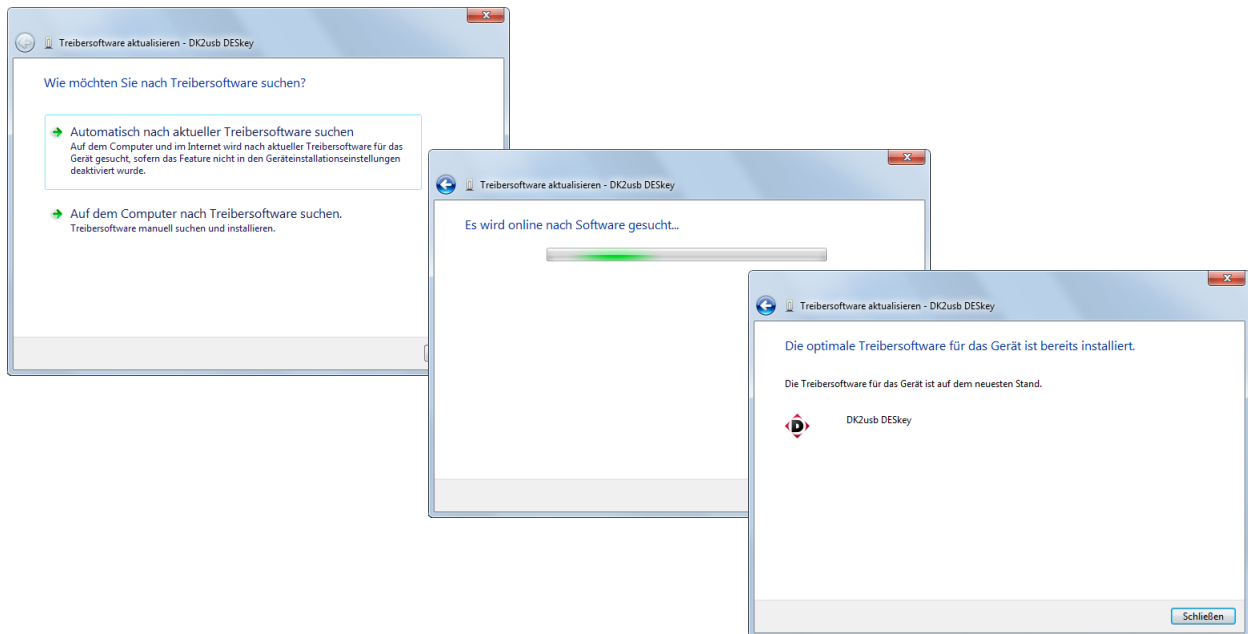 Treibersoftware aktualisieren - DK2usb DESkey
Wie möchten Sie nach Treibersoftware suchen?
Automatisch nach aktueller Treibersoftware suchen
Auf dem Computer und im Internet wird nach aktueller Treibersoftware für das
Gerät gesucht, sofern das Feature nicht in den Geräteinstallationseinstellungen
deaktiviert wurde.
Auf dem Computer nach Treibersoftware suchen.
Treibersoftware manuell suchen und installieren.
Treibersoftware aktualisieren - DK2usb DESkey
Es wird online nach Software gesucht...
Treibersoftware aktualisieren - DK2usb DESkey
Die optimale Treibersoftware für das Gerät ist bereits installiert.
Die Treibersoftware für das Gerät ist auf dem neuesten Stand.
D
DK2usb DESkey
Schließen